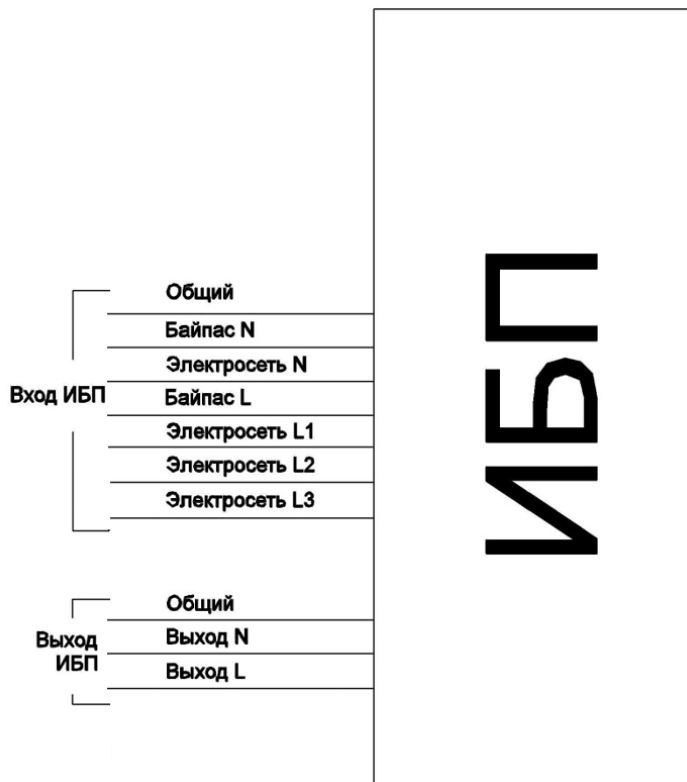 Общий
Байпас N
Электросеть N
Вход ИБП
Байпас L
Электросеть L1
Электросеть L2
Электросеть L3
Общий
Выход
ИБП
Выход N
Выход L
ИБП